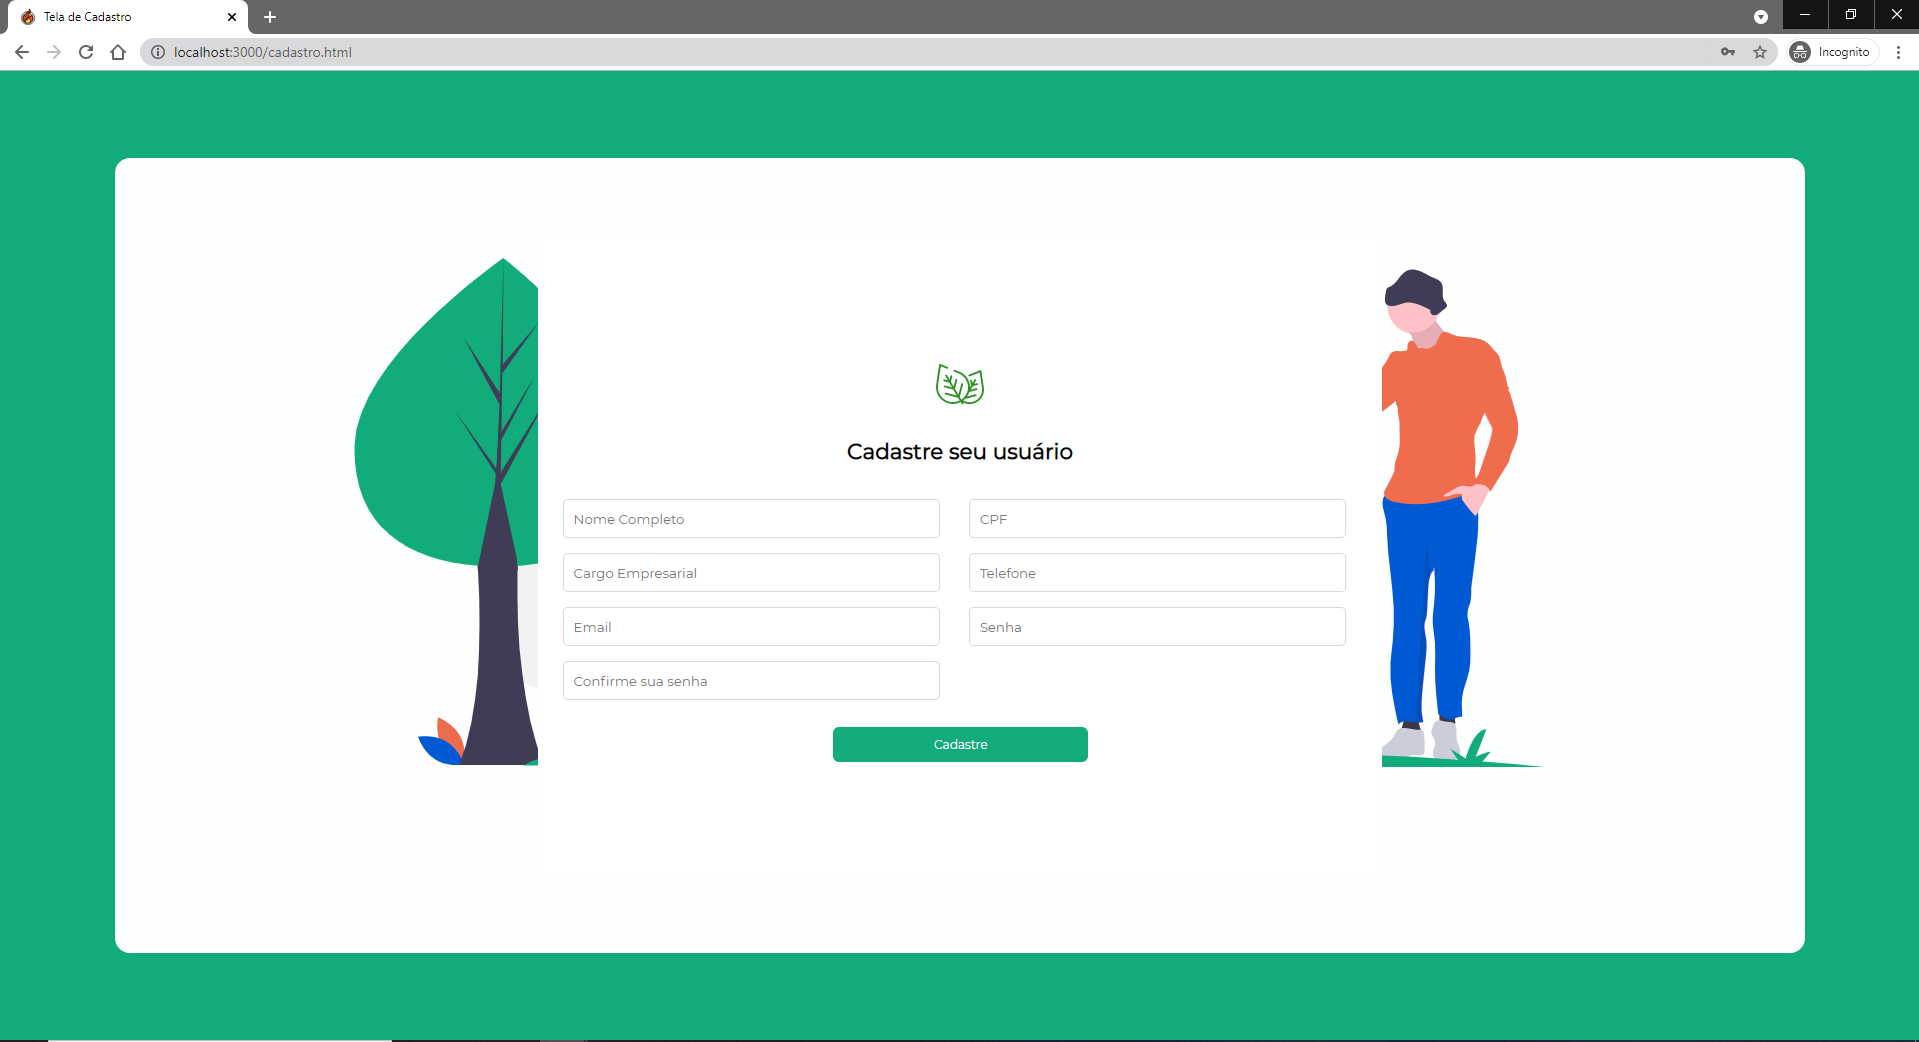 Tela de Cadastro
localhost:3000/cadastro.html
Incognito
Cadastre seu usuário
Nome Completo
CPF
Cargo Empresarial
Telefone
Email
Senha
Confirme sua senha
Cadastre